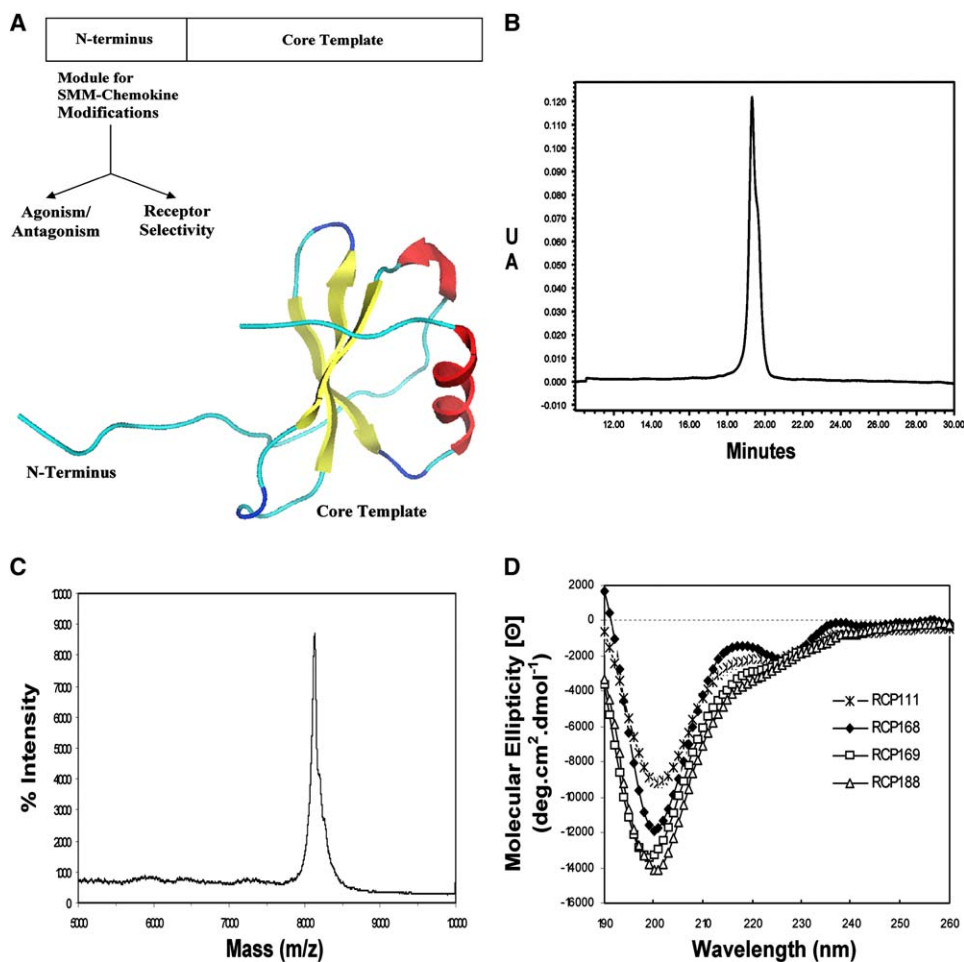 A
N-terminus
Core Template
Module for
SMM-Chemokine
Modifications
Agonism/
Antagonism
Receptor
Selectivity
N-Terminus
Core Template
B
0.120
0.110
0.100
0.090
0.080
0.070
0.060
0.050
0.040
0.030
0.020
0.010
0.000
-0.010
U
A
12.00 14.00 16.00 18.00 20.00 22.00 24.00 26.00 28.00 30.00
Minutes
C
10000
9000
8000
7000
6000
5000
4000
3000
2000
1000
0
% Intensity
5000 6000 7000 8000 9000 10000
Mass (m/z)
D
2000
0
-2000
-4000
-6000
-8000
-10000
-12000
-14000
-16000
Molecular Ellipticity [Θ]
(deg.cm².dmol⁻¹)
RCP111
RCP168
RCP169
RCP188
190 200 210 220 230 240 250 260
Wavelength (nm)